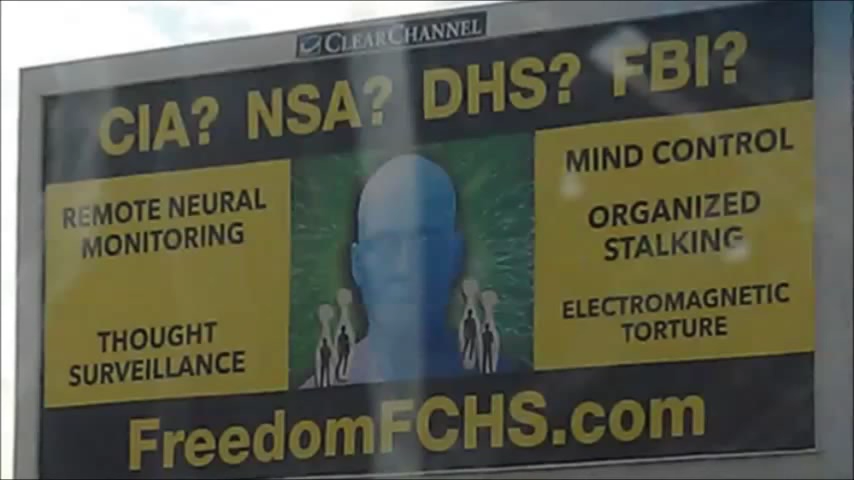 CLEARCHANNEL
CIA? NSA? DHS? FBI?
REMOTE NEURAL
MONITORING
THOUGHT
SURVEILLANCE
MIND CONTROL
ORGANIZED
STALKING
ELECTROMAGNETIC
TORTURE
FreedomFCHS.com